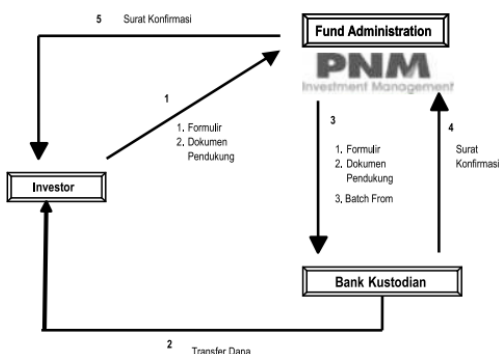 5 Surat Konfirmasi
Fund Administration
PNM
Investment Management
1
1. Formulir
2. Dokumen
Pendukung
3
1. Formulir
2. Dokumen
Pendukung
3, Batch From
4
Surat
Konfirmasi
Investor
Bank Kustodian
2
Transfer Dana